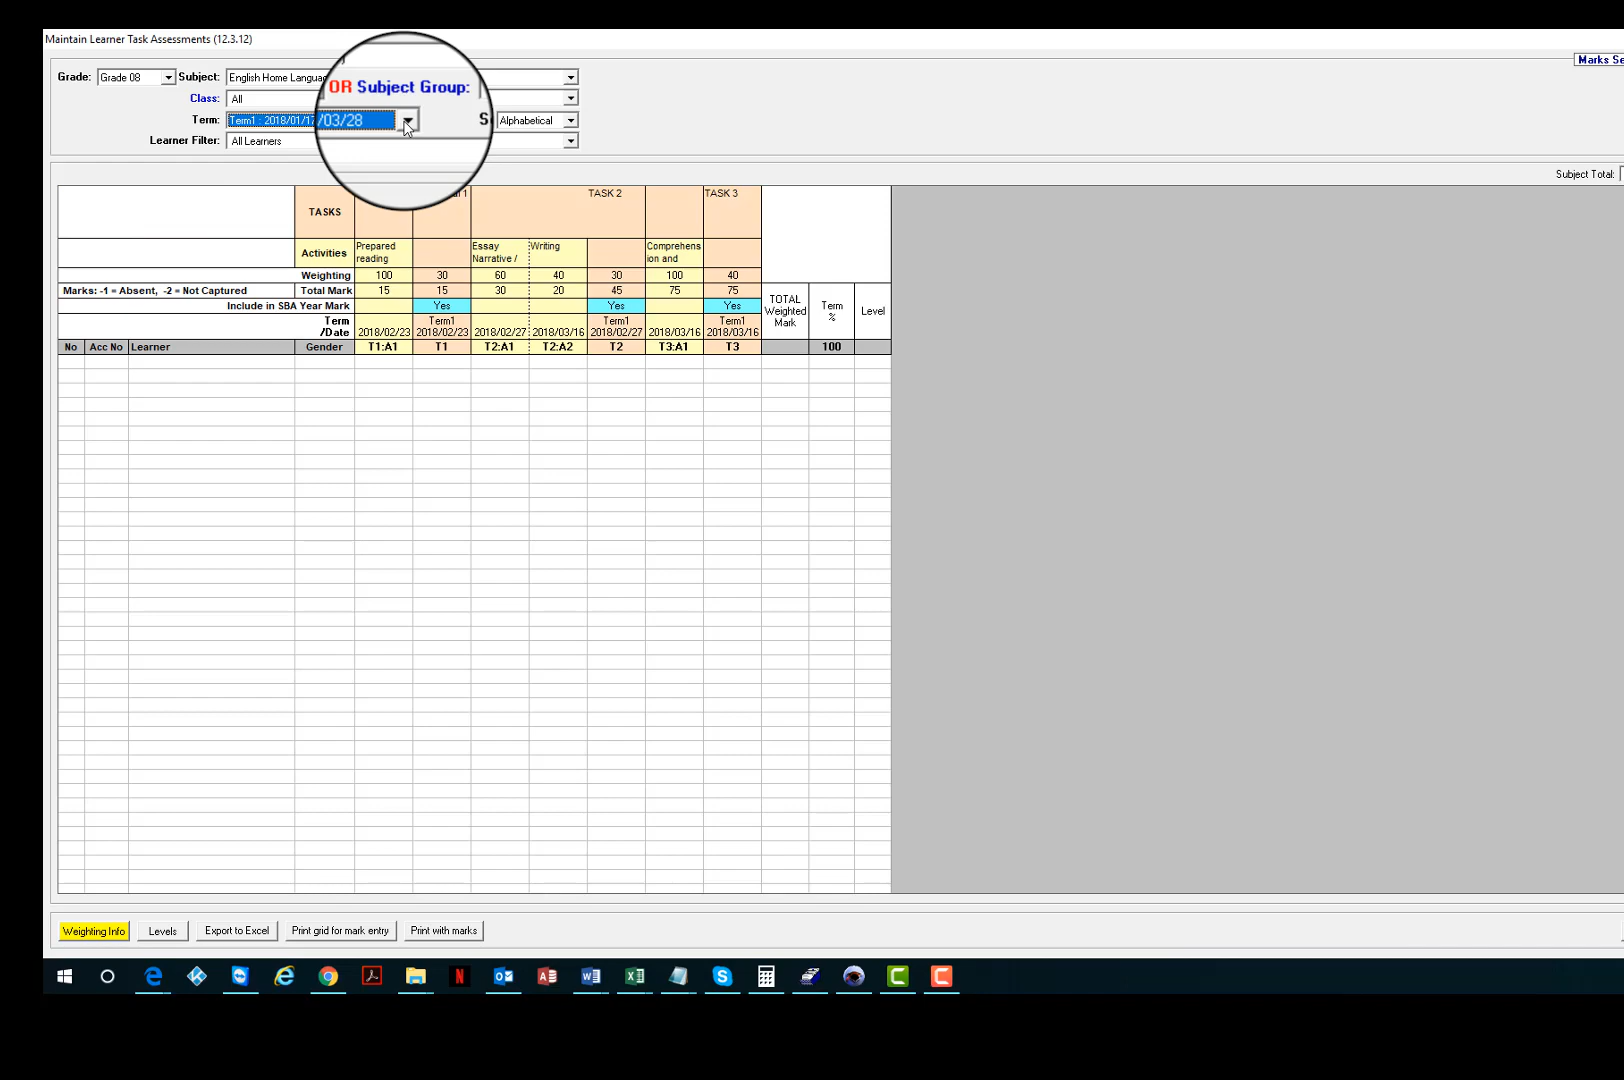 Maintain Learner Task Assessments (12.3.12)
Marks
Grade: Grade 08 Subject: English Home
OR Subject Group:
Class: All
Term: Term1 : 2018/01/17 /03/28 Alphabetical
Learner Filter: All Learners
Subject Total:
TASK 2 TASK 3
TASKS
Activities Prepared reading Essay Narrative / Writing Comprehens ion and
Weighting 100 30 60 40 30 100 40
Marks: -1 = Absent, -2 = Not Captured Total Mark 15 15 30 20 45 75 75
Include in SBA Year Mark Yes Yes Yes
TOTAL Weighted Mark Term % Level
Term /Date 2018/02/23 Term1 2018/02/23 2018/02/27 2018/03/16 Term1 2018/02/27 2018/03/16 Term1 2018/03/16
No Acc No Learner Gender T1:A1 T1 T2:A1 T2:A2 T2 T3:A1 T3 100
Weighting Info Levels Export to Excel Print grid for mark entry Print with marks